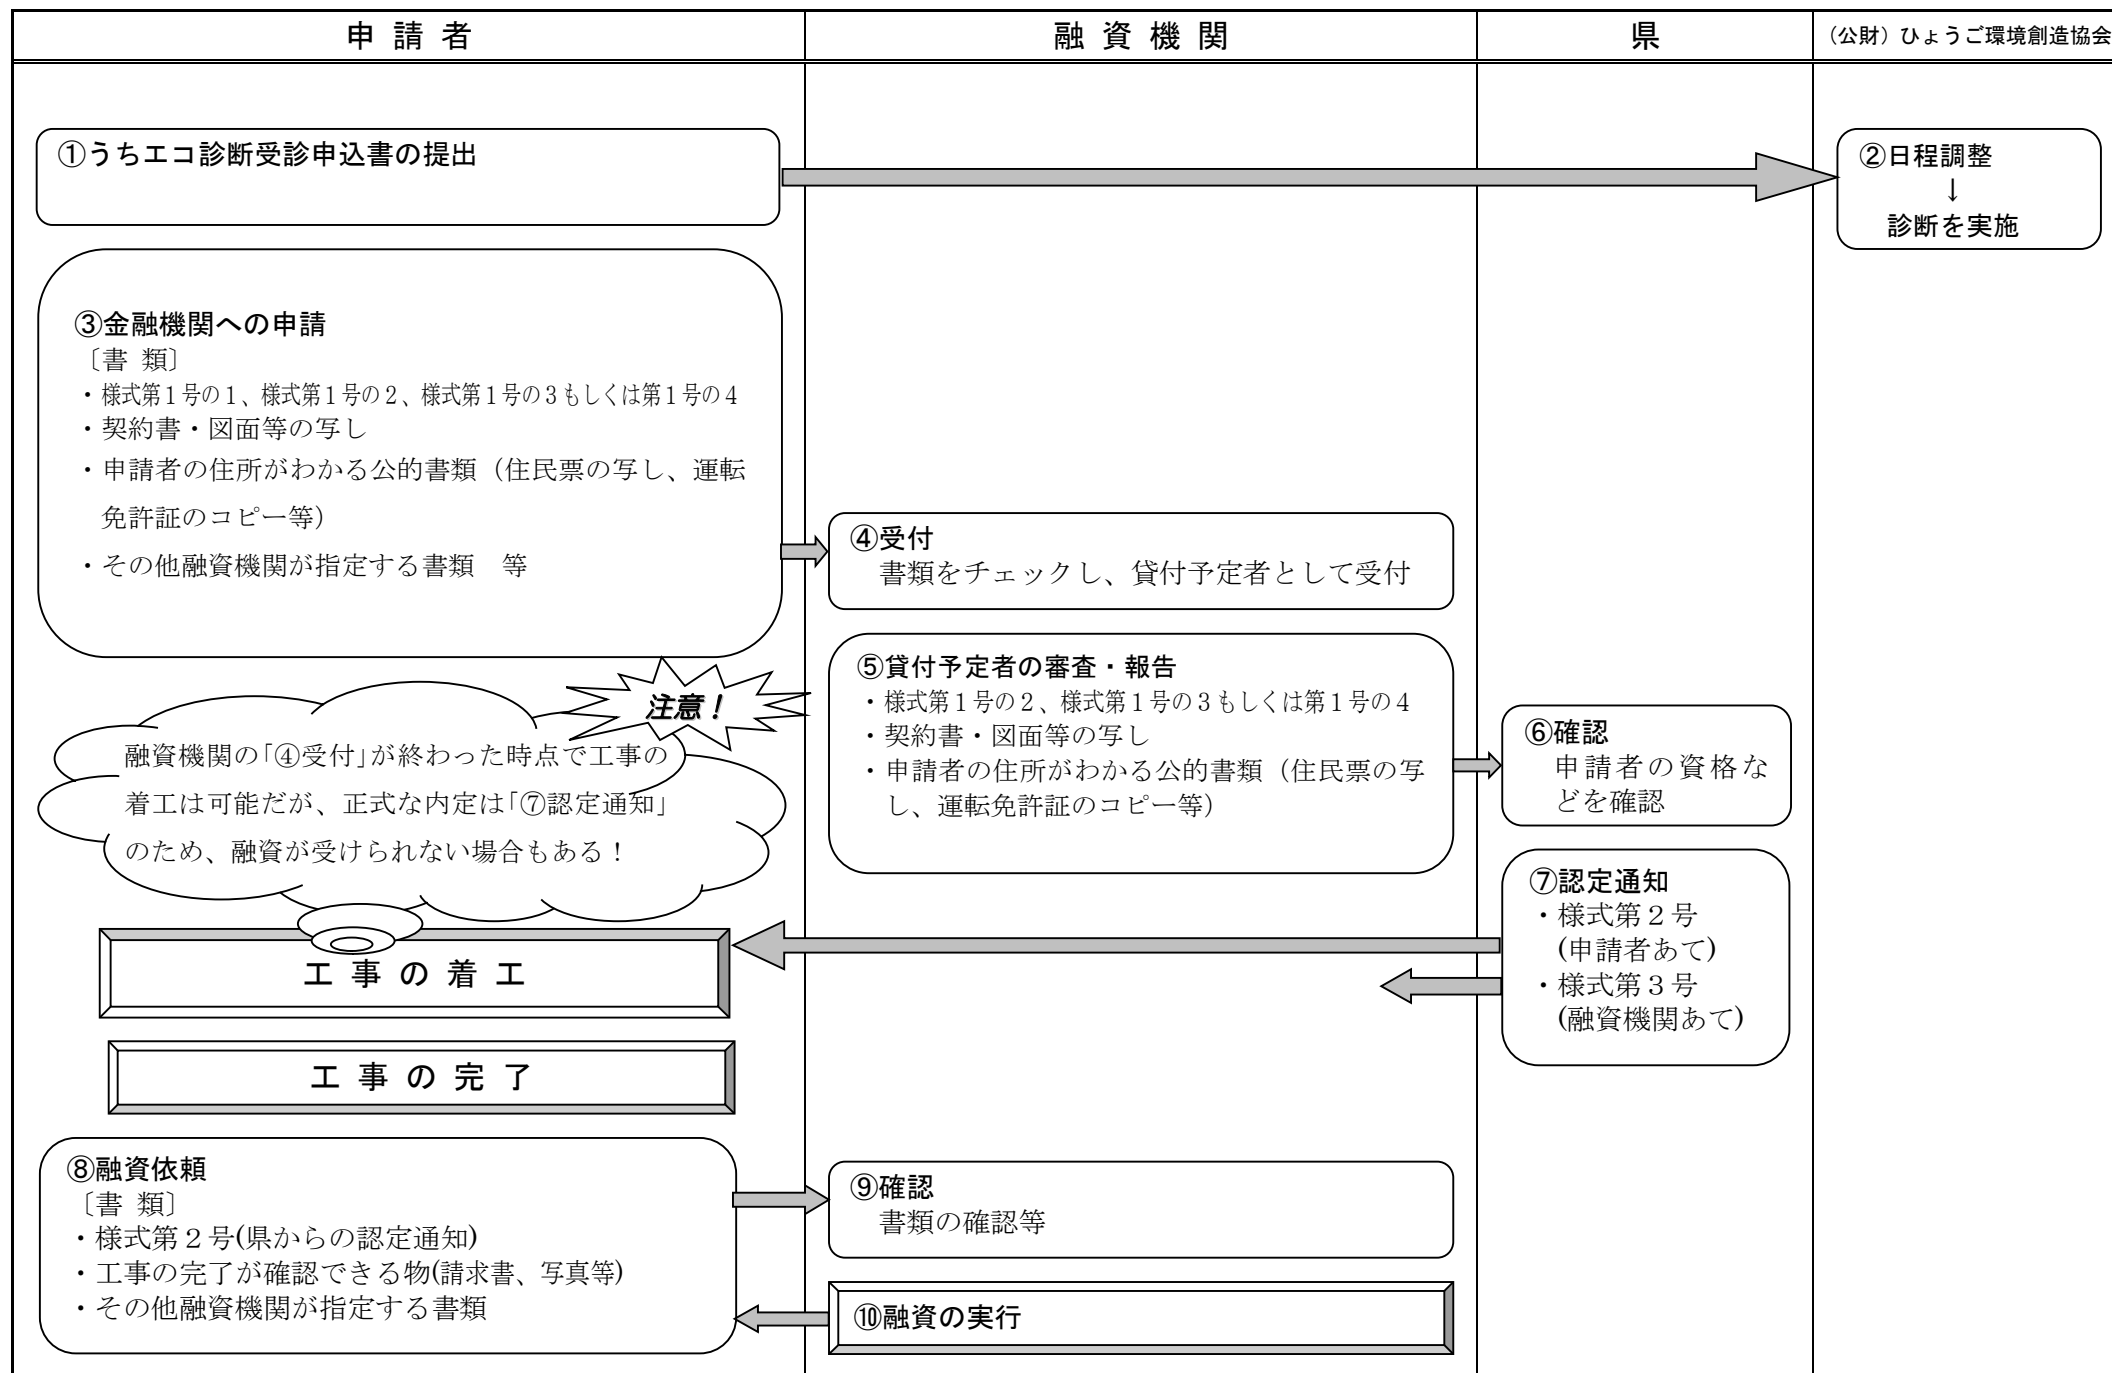 申 請 者
融 資 機 関
県
（公財）ひょうご環境創造協会
①うちエコ診断受診申込書の提出
②日程調整
↓
診断を実施
③金融機関への申請
〔書 類〕
・様式第１号の１、様式第１号の２、様式第１号の３もしくは第１号の４
・契約書・図面等の写し
・申請者の住所がわかる公的書類（住民票の写し、運転
免許証のコピー等）
・その他融資機関が指定する書類　等
④受付
書類をチェックし、貸付予定者として受付
⑤貸付予定者の審査・報告
・様式第１号の２、様式第１号の３もしくは第１号の４
・契約書・図面等の写し
・申請者の住所がわかる公的書類（住民票の写
し、運転免許証のコピー等）
注意！
融資機関の「④受付」が終わった時点で工事の
着工は可能だが、正式な内定は「⑦認定通知」
のため、融資が受けられない場合もある！
⑥確認
申請者の資格な
どを確認
⑦認定通知
・様式第２号
(申請者あて)
・様式第３号
(融資機関あて)
工 事 の 着 工
工 事 の 完 了
⑧融資依頼
〔書 類〕
・様式第２号(県からの認定通知)
・工事の完了が確認できる物(請求書、写真等)
・その他融資機関が指定する書類
⑨確認
書類の確認等
⑩融資の実行